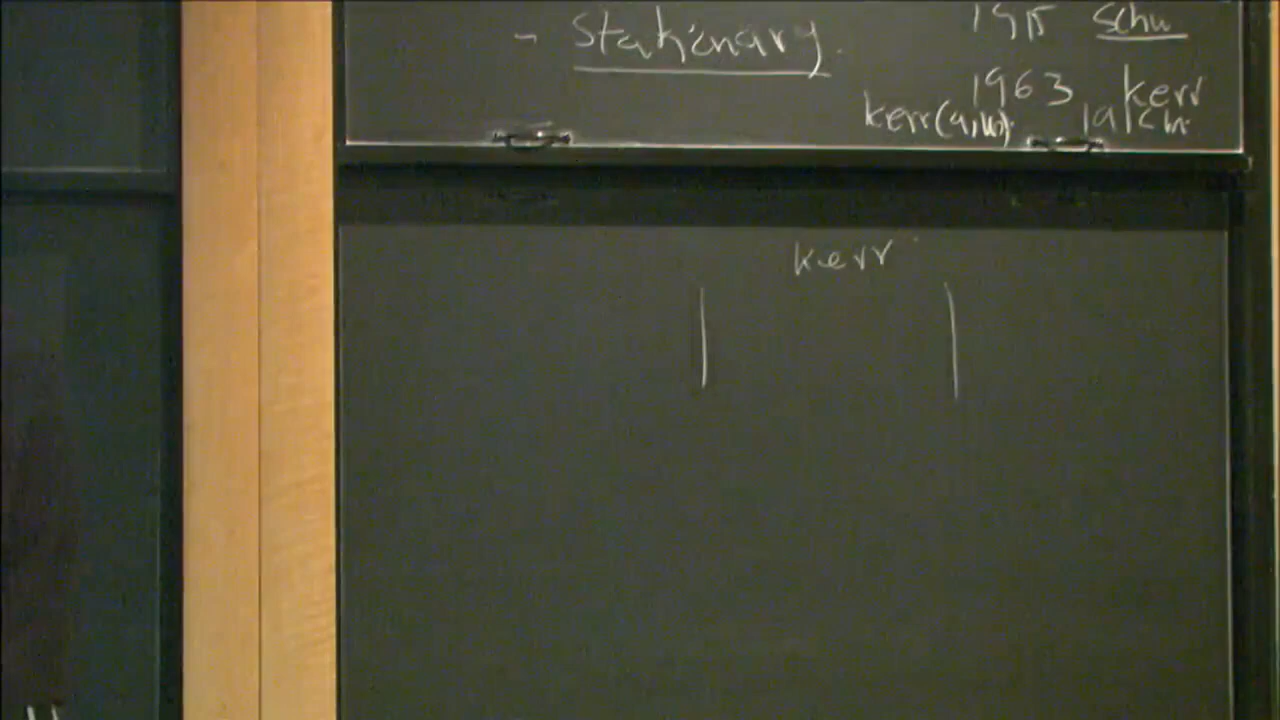 - Stationary.
1915 Schw
1963 Kerr
Kerr(a,m) |a|<m.
Kerr